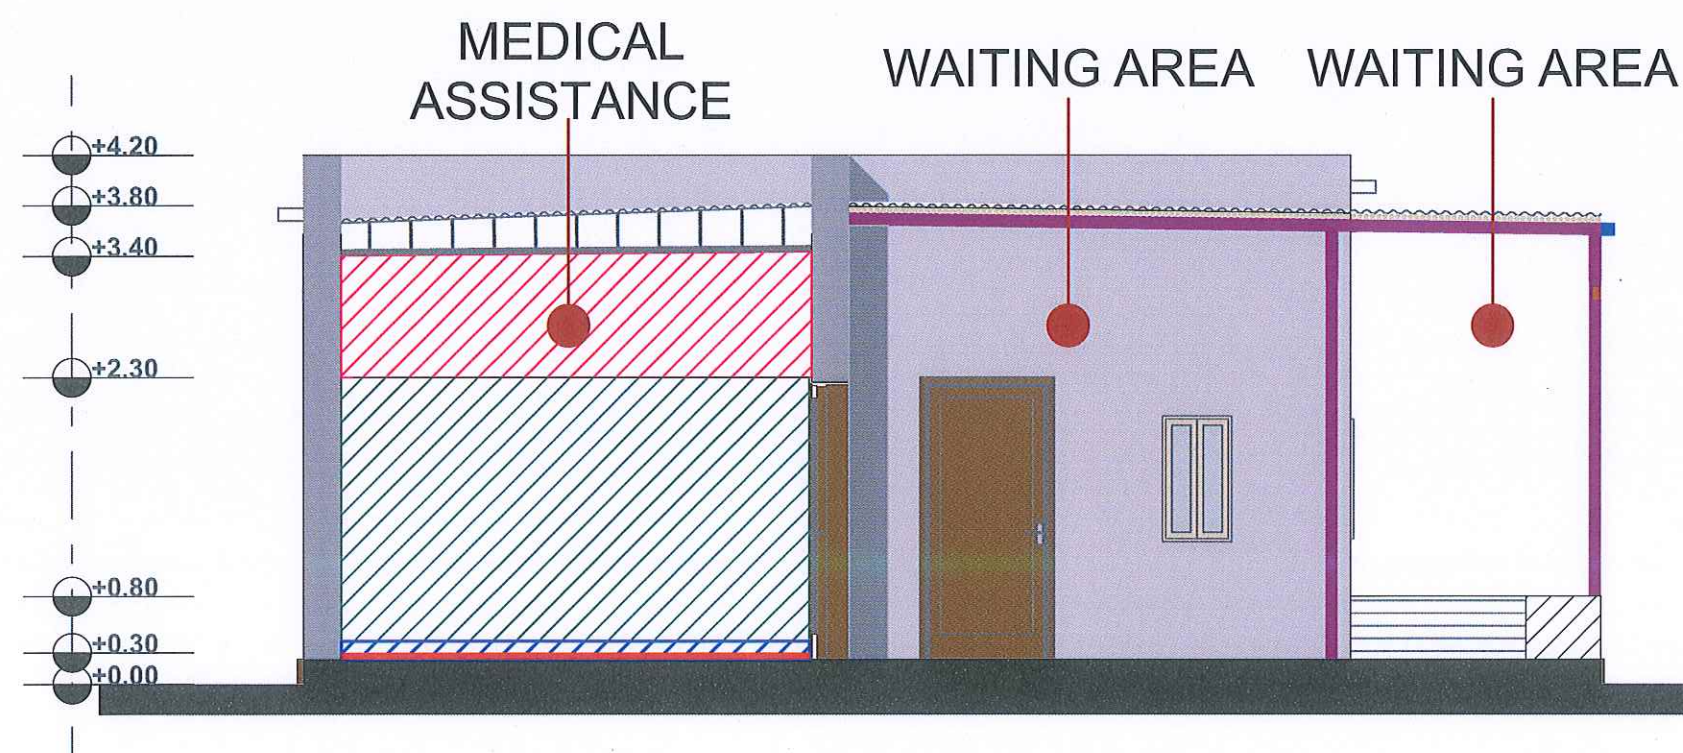 MEDICAL
ASSISTANCE
WAITING AREA
WAITING AREA
+4.20
+3.80
+3.40
+2.30
+0.80
+0.30
+0.00